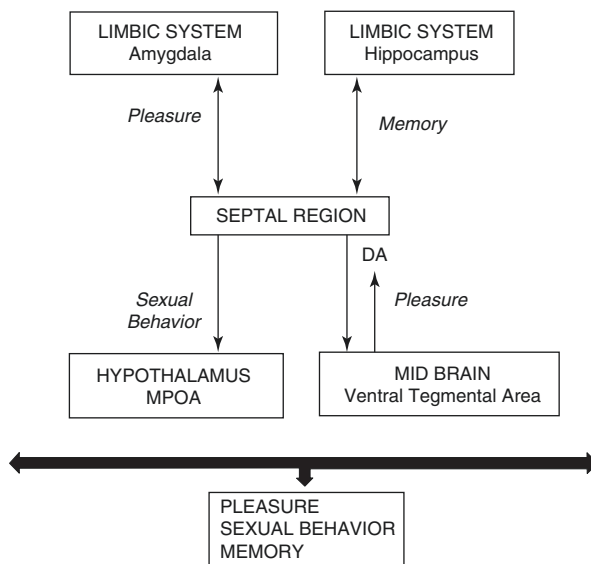 LIMBIC SYSTEM
Amygdala
LIMBIC SYSTEM
Hippocampus
Pleasure
Memory
SEPTAL REGION
DA
Sexual
Behavior
Pleasure
HYPOTHALAMUS
MPOA
MID BRAIN
Ventral Tegmental Area
PLEASURE
SEXUAL BEHAVIOR
MEMORY